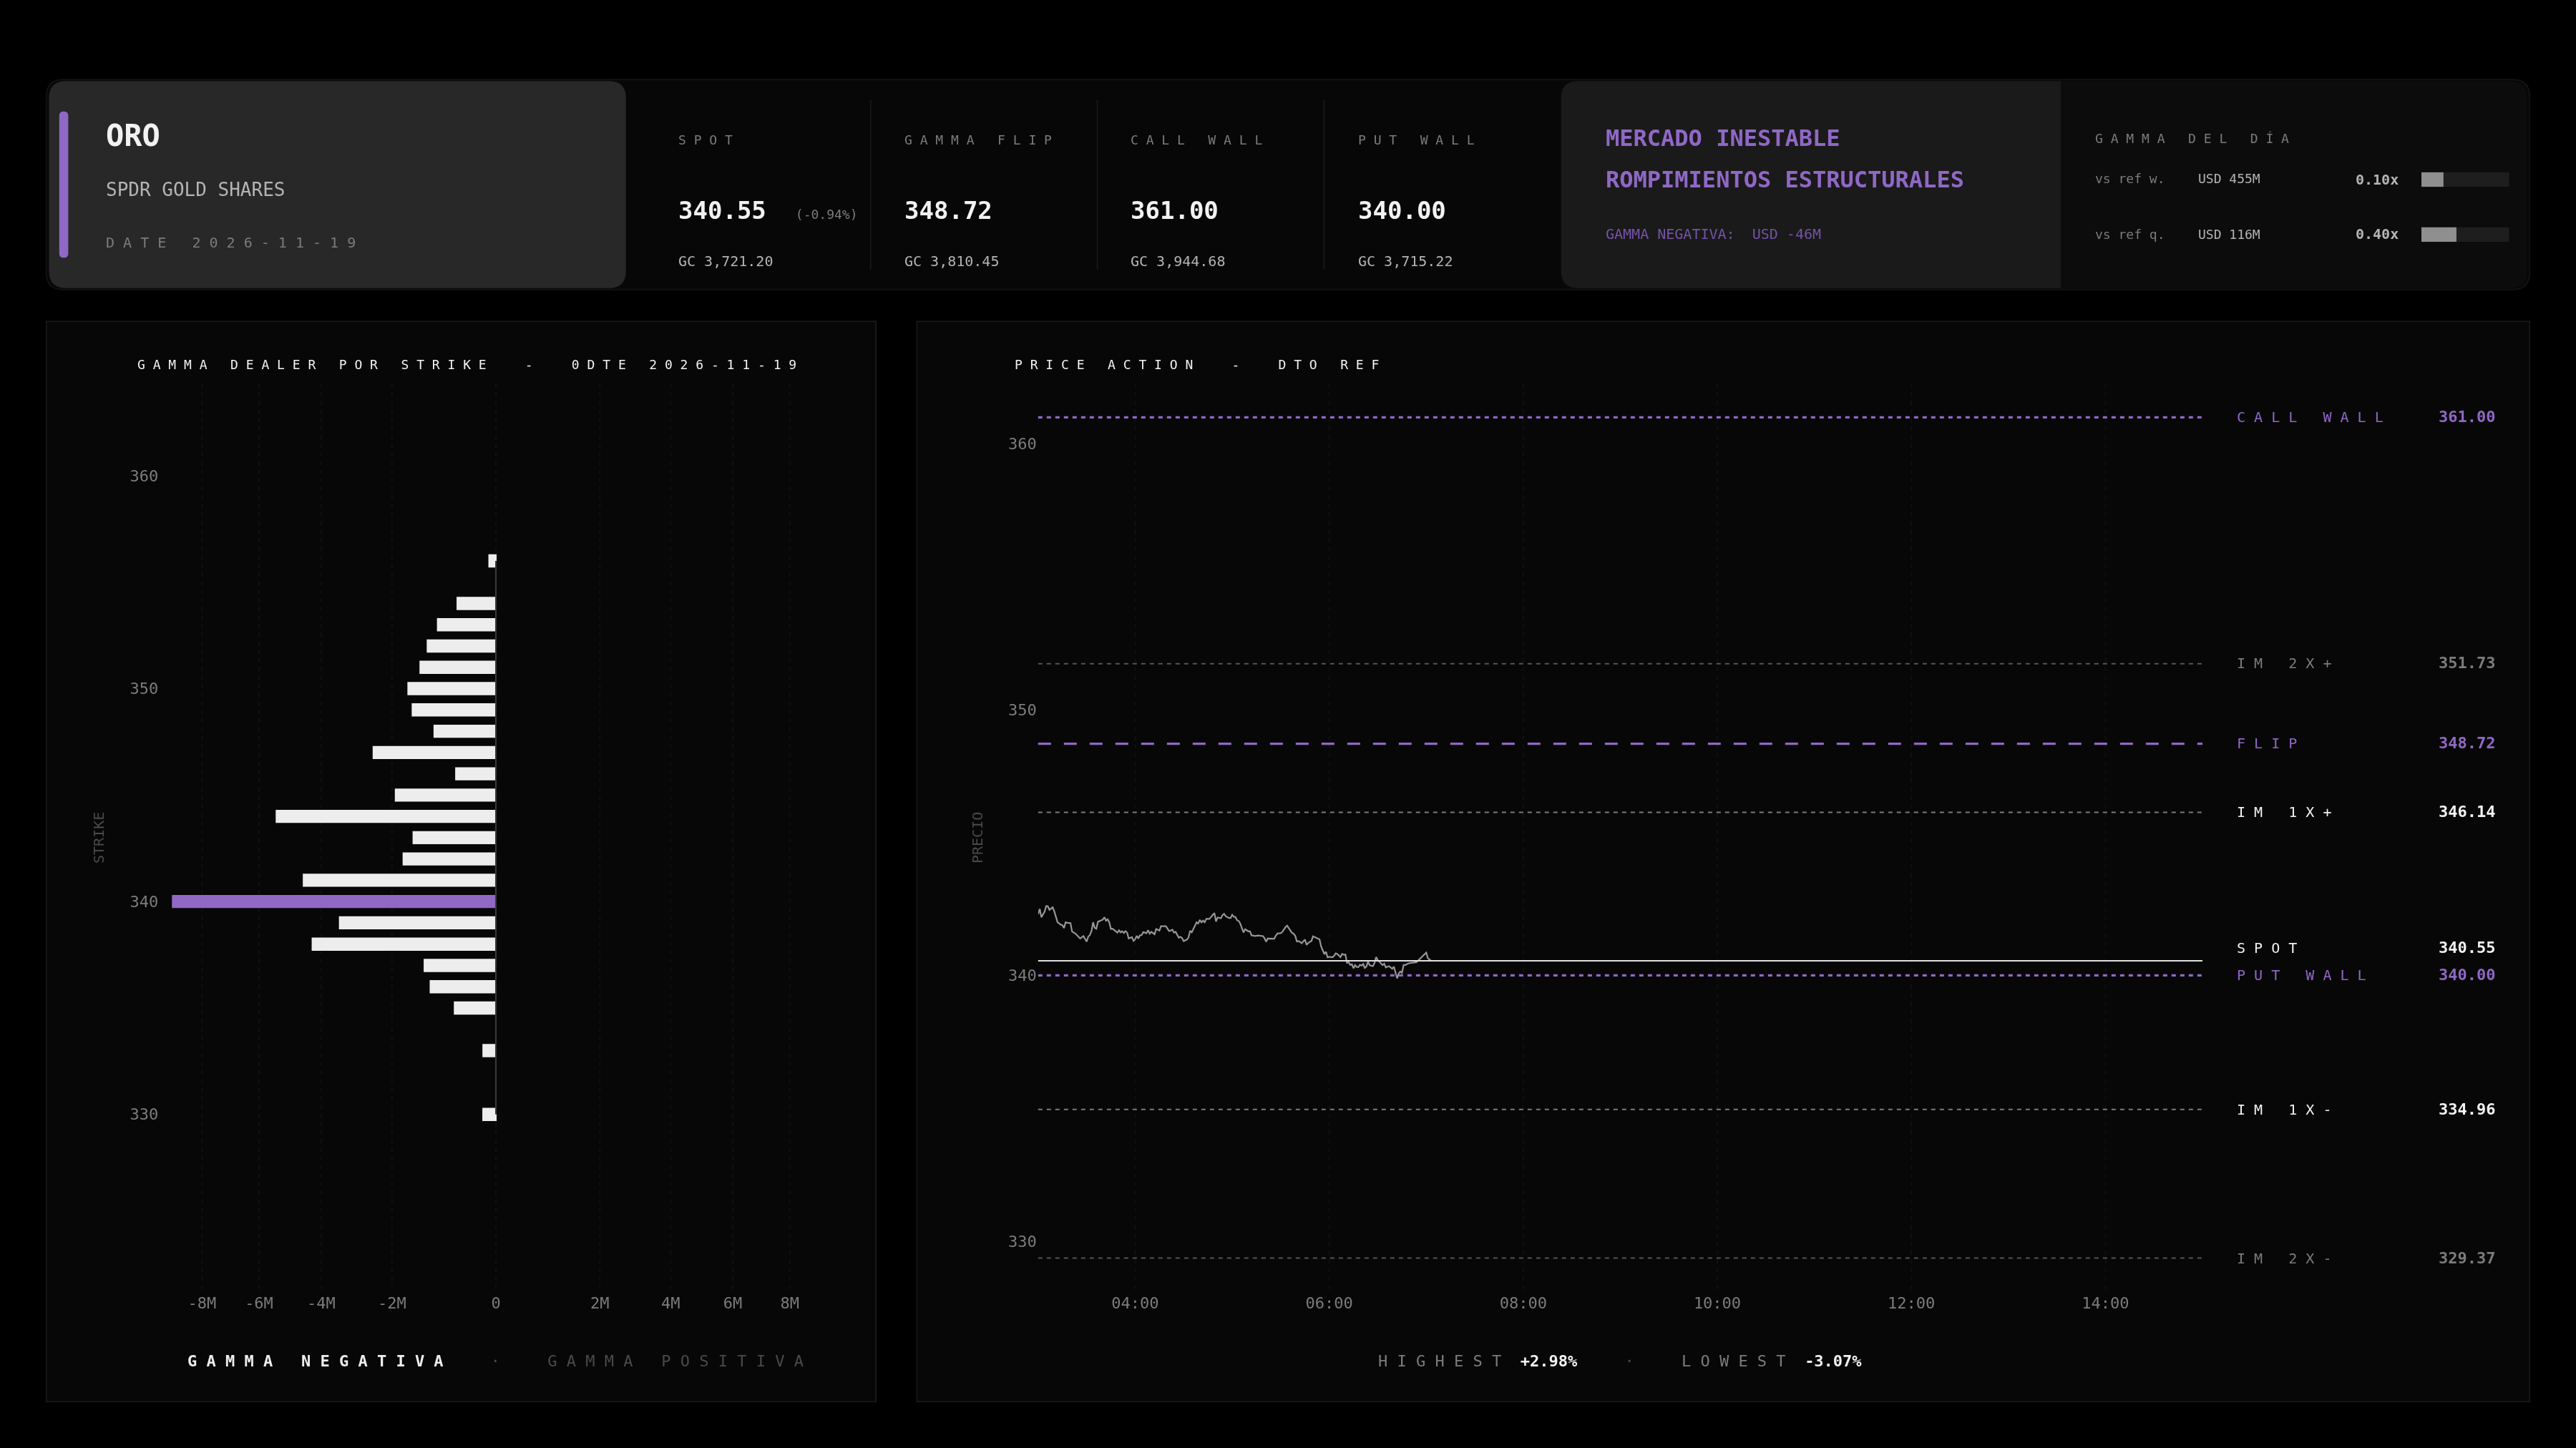 ORO
SPDR GOLD SHARES
DATE 2026-11-19
SPOT
340.55 (-0.94%)
GC 3,721.20
GAMMA FLIP
348.72
GC 3,810.45
CALL WALL
361.00
GC 3,944.68
PUT WALL
340.00
GC 3,715.22
MERCADO INESTABLE
ROMPIMIENTOS ESTRUCTURALES
GAMMA NEGATIVA: USD -46M
GAMMA DEL DÍA
vs ref w. USD 455M 0.10x
vs ref q. USD 116M 0.40x
GAMMA DEALER POR STRIKE - 0DTE 2026-11-19
STRIKE
360
350
340
330
-8M -6M -4M -2M 0 2M 4M 6M 8M
GAMMA NEGATIVA · GAMMA POSITIVA
PRICE ACTION - DTO REF
PRECIO
360
350
340
330
CALL WALL 361.00
IM 2X+ 351.73
FLIP 348.72
IM 1X+ 346.14
SPOT 340.55
PUT WALL 340.00
IM 1X- 334.96
IM 2X- 329.37
04:00 06:00 08:00 10:00 12:00 14:00
HIGHEST +2.98% · LOWEST -3.07%